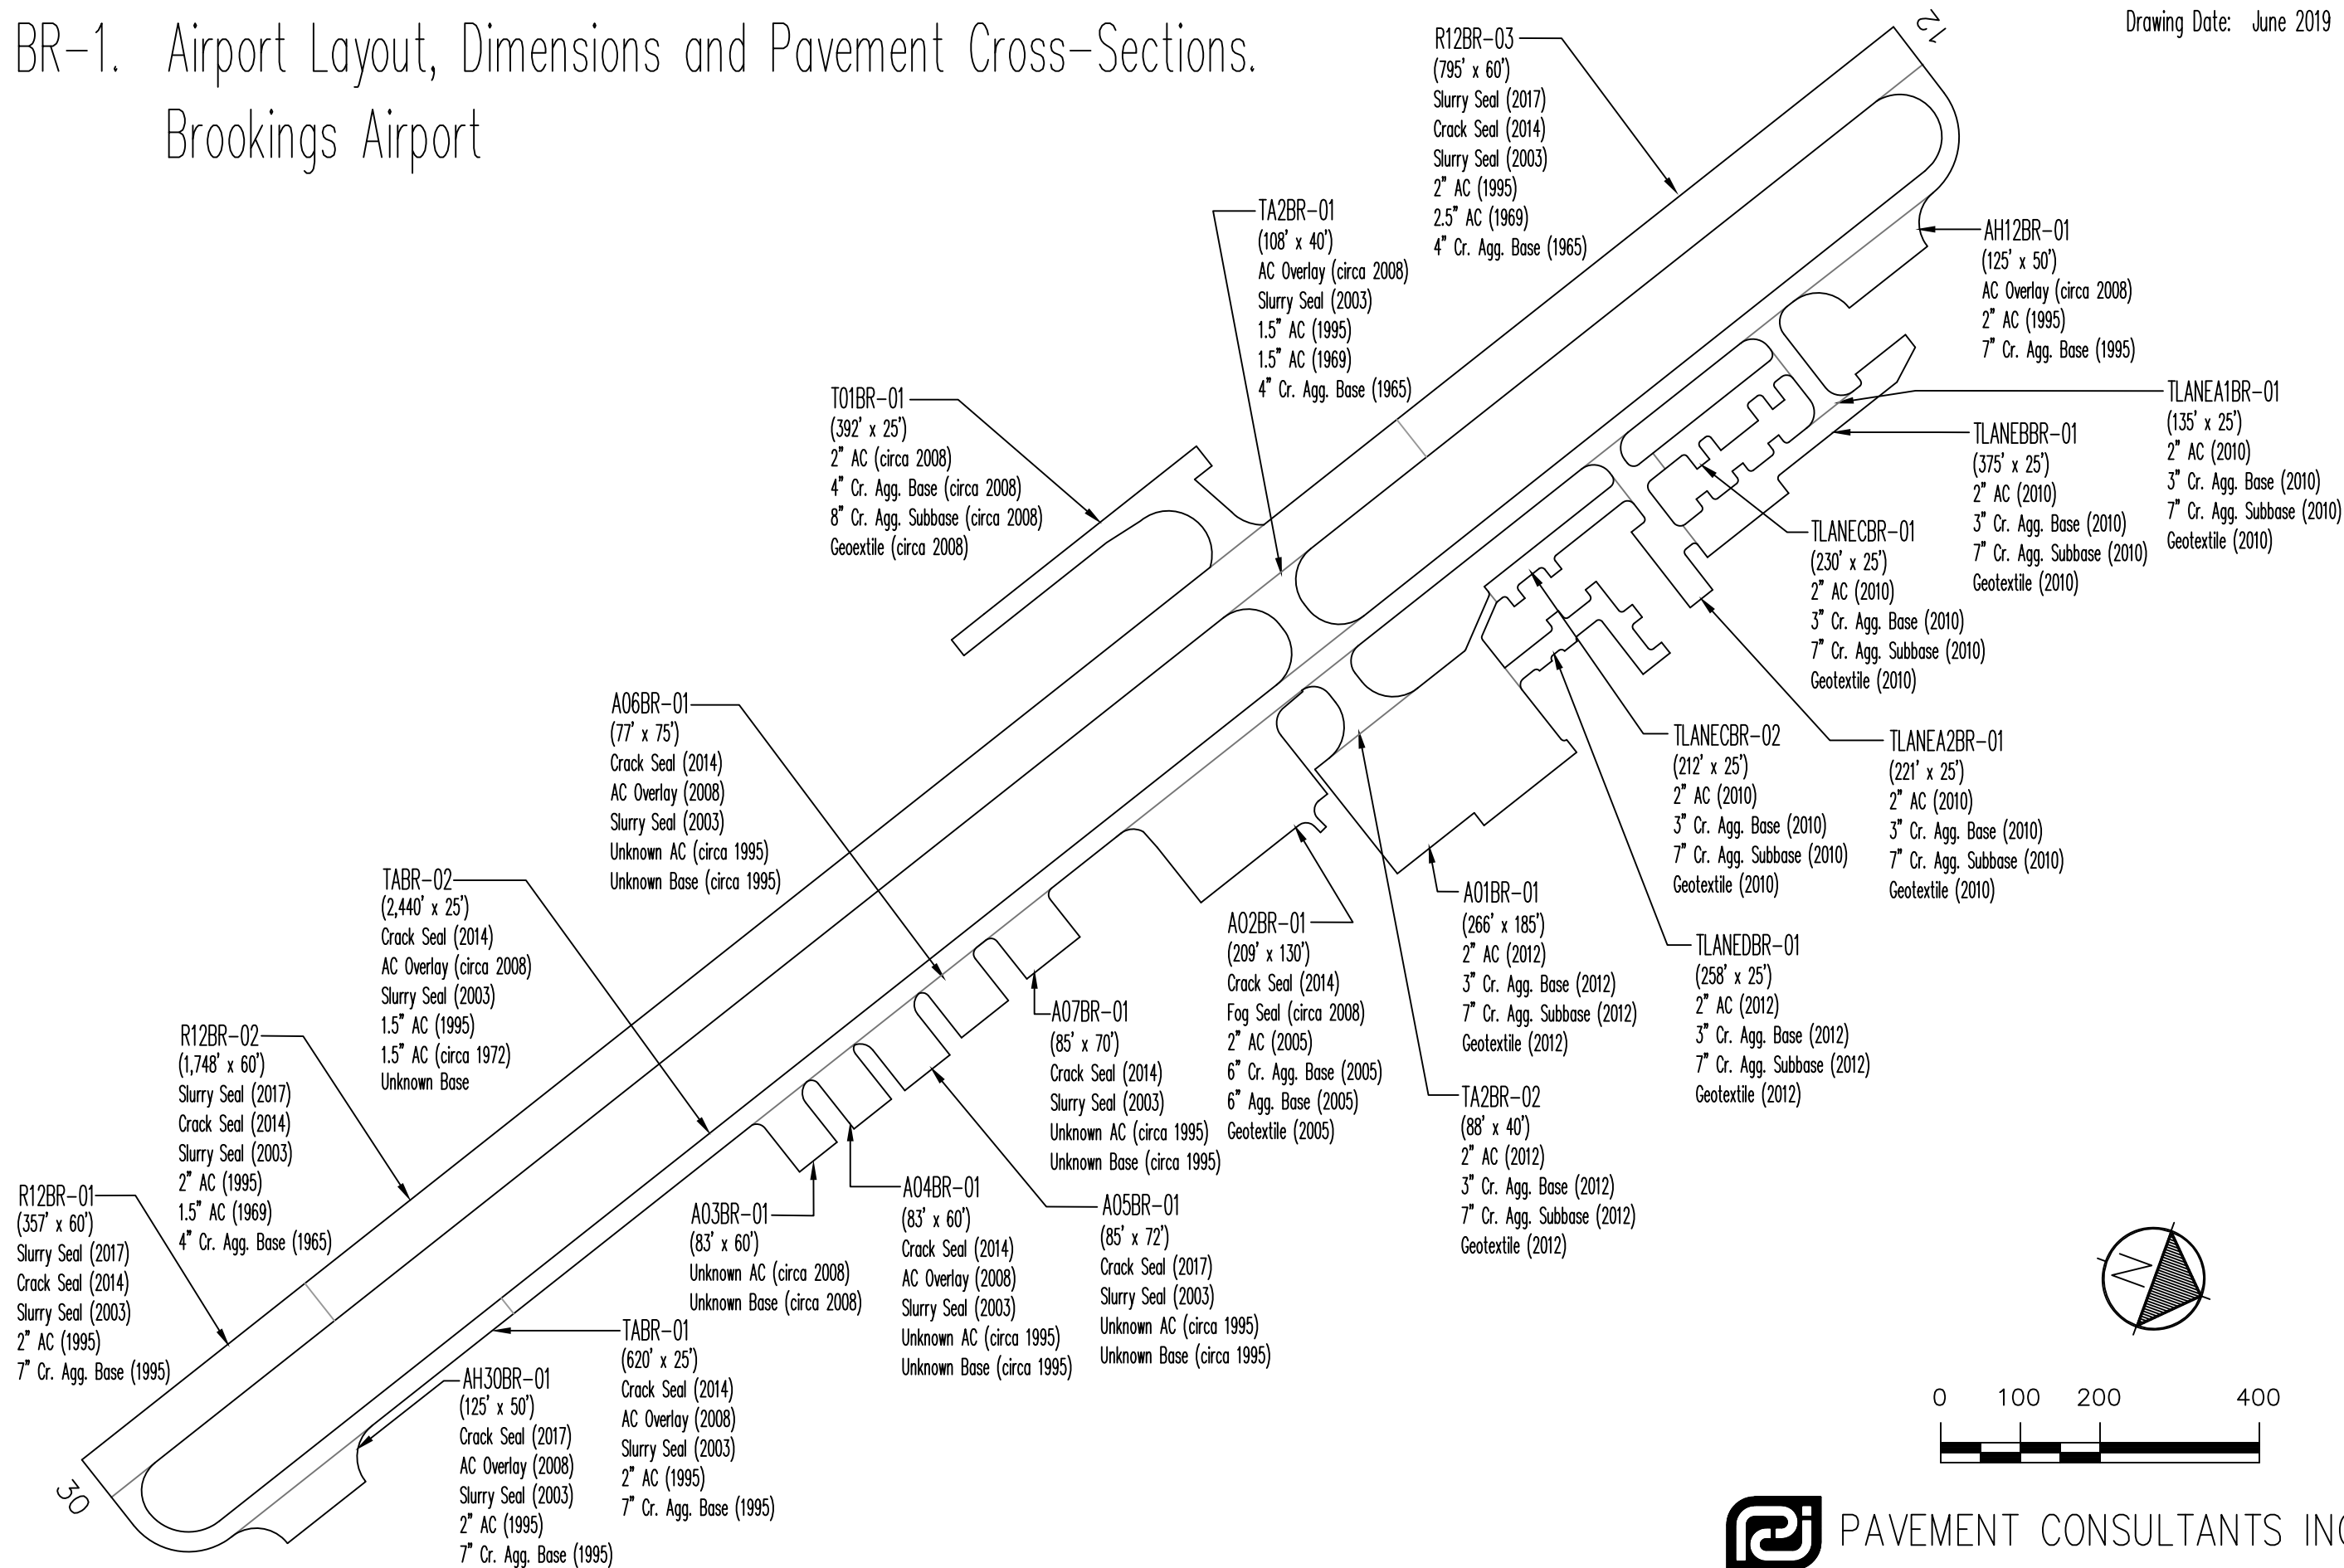 BR-1. Airport Layout, Dimensions and Pavement Cross-Sections.
Brookings Airport
Drawing Date: June 2019
12
R12BR-03
(795' x 60')
Slurry Seal (2017)
Crack Seal (2014)
Slurry Seal (2003)
2" AC (1995)
2.5" AC (1969)
4" Cr. Agg. Base (1965)
TA2BR-01
(108' x 40')
AC Overlay (circa 2008)
Slurry Seal (2003)
1.5" AC (1995)
1.5" AC (1969)
4" Cr. Agg. Base (1965)
AH12BR-01
(125' x 50')
AC Overlay (circa 2008)
2" AC (1995)
7" Cr. Agg. Base (1995)
T01BR-01
(392' x 25')
2" AC (circa 2008)
4" Cr. Agg. Base (circa 2008)
8" Cr. Agg. Subbase (circa 2008)
Geoextile (circa 2008)
TLANEA1BR-01
(135' x 25')
2" AC (2010)
3" Cr. Agg. Base (2010)
7" Cr. Agg. Subbase (2010)
Geotextile (2010)
TLANEBBR-01
(375' x 25')
2" AC (2010)
3" Cr. Agg. Base (2010)
7" Cr. Agg. Subbase (2010)
Geotextile (2010)
TLANECBR-01
(230' x 25')
2" AC (2010)
3" Cr. Agg. Base (2010)
7" Cr. Agg. Subbase (2010)
Geotextile (2010)
A06BR-01
(77' x 75')
Crack Seal (2014)
AC Overlay (2008)
Slurry Seal (2003)
Unknown AC (circa 1995)
Unknown Base (circa 1995)
TLANECBR-02
(212' x 25')
2" AC (2010)
3" Cr. Agg. Base (2010)
7" Cr. Agg. Subbase (2010)
Geotextile (2010)
TLANEA2BR-01
(221' x 25')
2" AC (2010)
3" Cr. Agg. Base (2010)
7" Cr. Agg. Subbase (2010)
Geotextile (2010)
TABR-02
(2,440' x 25')
Crack Seal (2014)
AC Overlay (circa 2008)
Slurry Seal (2003)
1.5" AC (1995)
1.5" AC (circa 1972)
Unknown Base
A02BR-01
(209' x 130')
Crack Seal (2014)
Fog Seal (circa 2008)
2" AC (2005)
6" Cr. Agg. Base (2005)
6" Agg. Base (2005)
Geotextile (2005)
A01BR-01
(266' x 185')
2" AC (2012)
3" Cr. Agg. Base (2012)
7" Cr. Agg. Subbase (2012)
Geotextile (2012)
TLANEDBR-01
(258' x 25')
2" AC (2012)
3" Cr. Agg. Base (2012)
7" Cr. Agg. Subbase (2012)
Geotextile (2012)
A07BR-01
(85' x 70')
Crack Seal (2014)
Slurry Seal (2003)
Unknown AC (circa 1995)
Unknown Base (circa 1995)
R12BR-02
(1,748' x 60')
Slurry Seal (2017)
Crack Seal (2014)
Slurry Seal (2003)
2" AC (1995)
1.5" AC (1969)
4" Cr. Agg. Base (1965)
TA2BR-02
(88' x 40')
2" AC (2012)
3" Cr. Agg. Base (2012)
7" Cr. Agg. Subbase (2012)
Geotextile (2012)
R12BR-01
(357' x 60')
Slurry Seal (2017)
Crack Seal (2014)
Slurry Seal (2003)
2" AC (1995)
7" Cr. Agg. Base (1995)
A03BR-01
(83' x 60')
Unknown AC (circa 2008)
Unknown Base (circa 2008)
A04BR-01
(83' x 60')
Crack Seal (2014)
AC Overlay (2008)
Slurry Seal (2003)
Unknown AC (circa 1995)
Unknown Base (circa 1995)
A05BR-01
(85' x 72')
Crack Seal (2017)
Slurry Seal (2003)
Unknown AC (circa 1995)
Unknown Base (circa 1995)
TABR-01
(620' x 25')
Crack Seal (2014)
AC Overlay (2008)
Slurry Seal (2003)
2" AC (1995)
7" Cr. Agg. Base (1995)
AH30BR-01
(125' x 50')
Crack Seal (2017)
AC Overlay (2008)
Slurry Seal (2003)
2" AC (1995)
7" Cr. Agg. Base (1995)
30
N
0 100 200 400
PAVEMENT CONSULTANTS INC